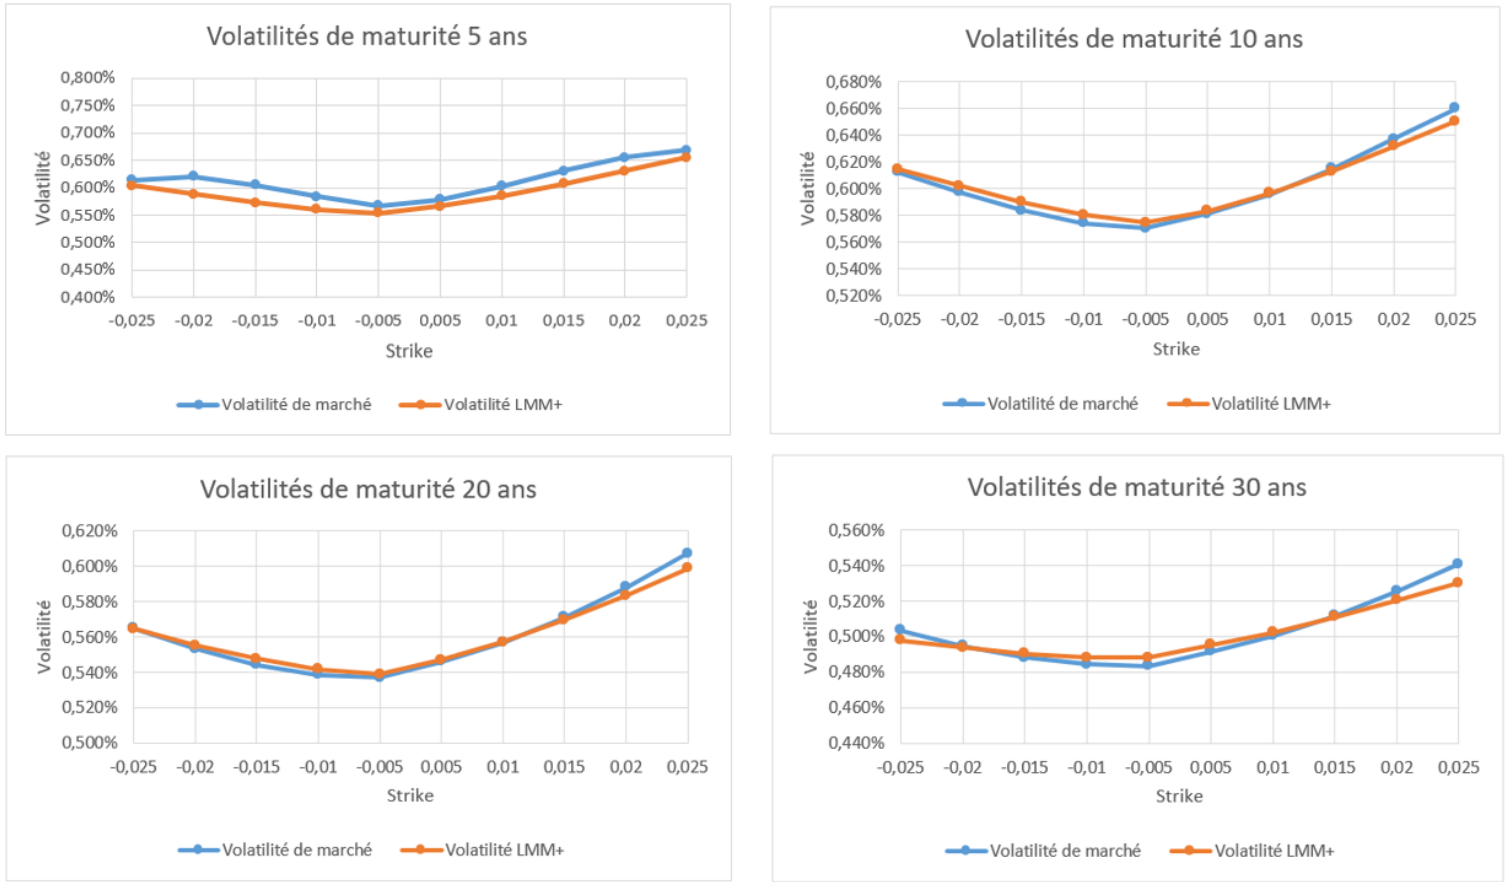 Volatilités de maturité 5 ans
0,800%
0,750%
0,700%
0,650%
0,600%
0,550%
0,500%
0,450%
0,400%
Volatilité
-0,025 -0,02 -0,015 -0,01 -0,005 0,005 0,01 0,015 0,02 0,025
Strike
Volatilité de marché Volatilité LMM+
Volatilités de maturité 10 ans
0,680%
0,660%
0,640%
0,620%
0,600%
0,580%
0,560%
0,540%
0,520%
Volatilité
-0,025 -0,02 -0,015 -0,01 -0,005 0,005 0,01 0,015 0,02 0,025
Strike
Volatilité de marché Volatilité LMM+
Volatilités de maturité 20 ans
0,620%
0,600%
0,580%
0,560%
0,540%
0,520%
0,500%
Volatilité
-0,025 -0,02 -0,015 -0,01 -0,005 0,005 0,01 0,015 0,02 0,025
Strike
Volatilité de marché Volatilité LMM+
Volatilités de maturité 30 ans
0,560%
0,540%
0,520%
0,500%
0,480%
0,460%
0,440%
Volatilité
-0,025 -0,02 -0,015 -0,01 -0,005 0,005 0,01 0,015 0,02 0,025
Strike
Volatilité de marché Volatilité LMM+